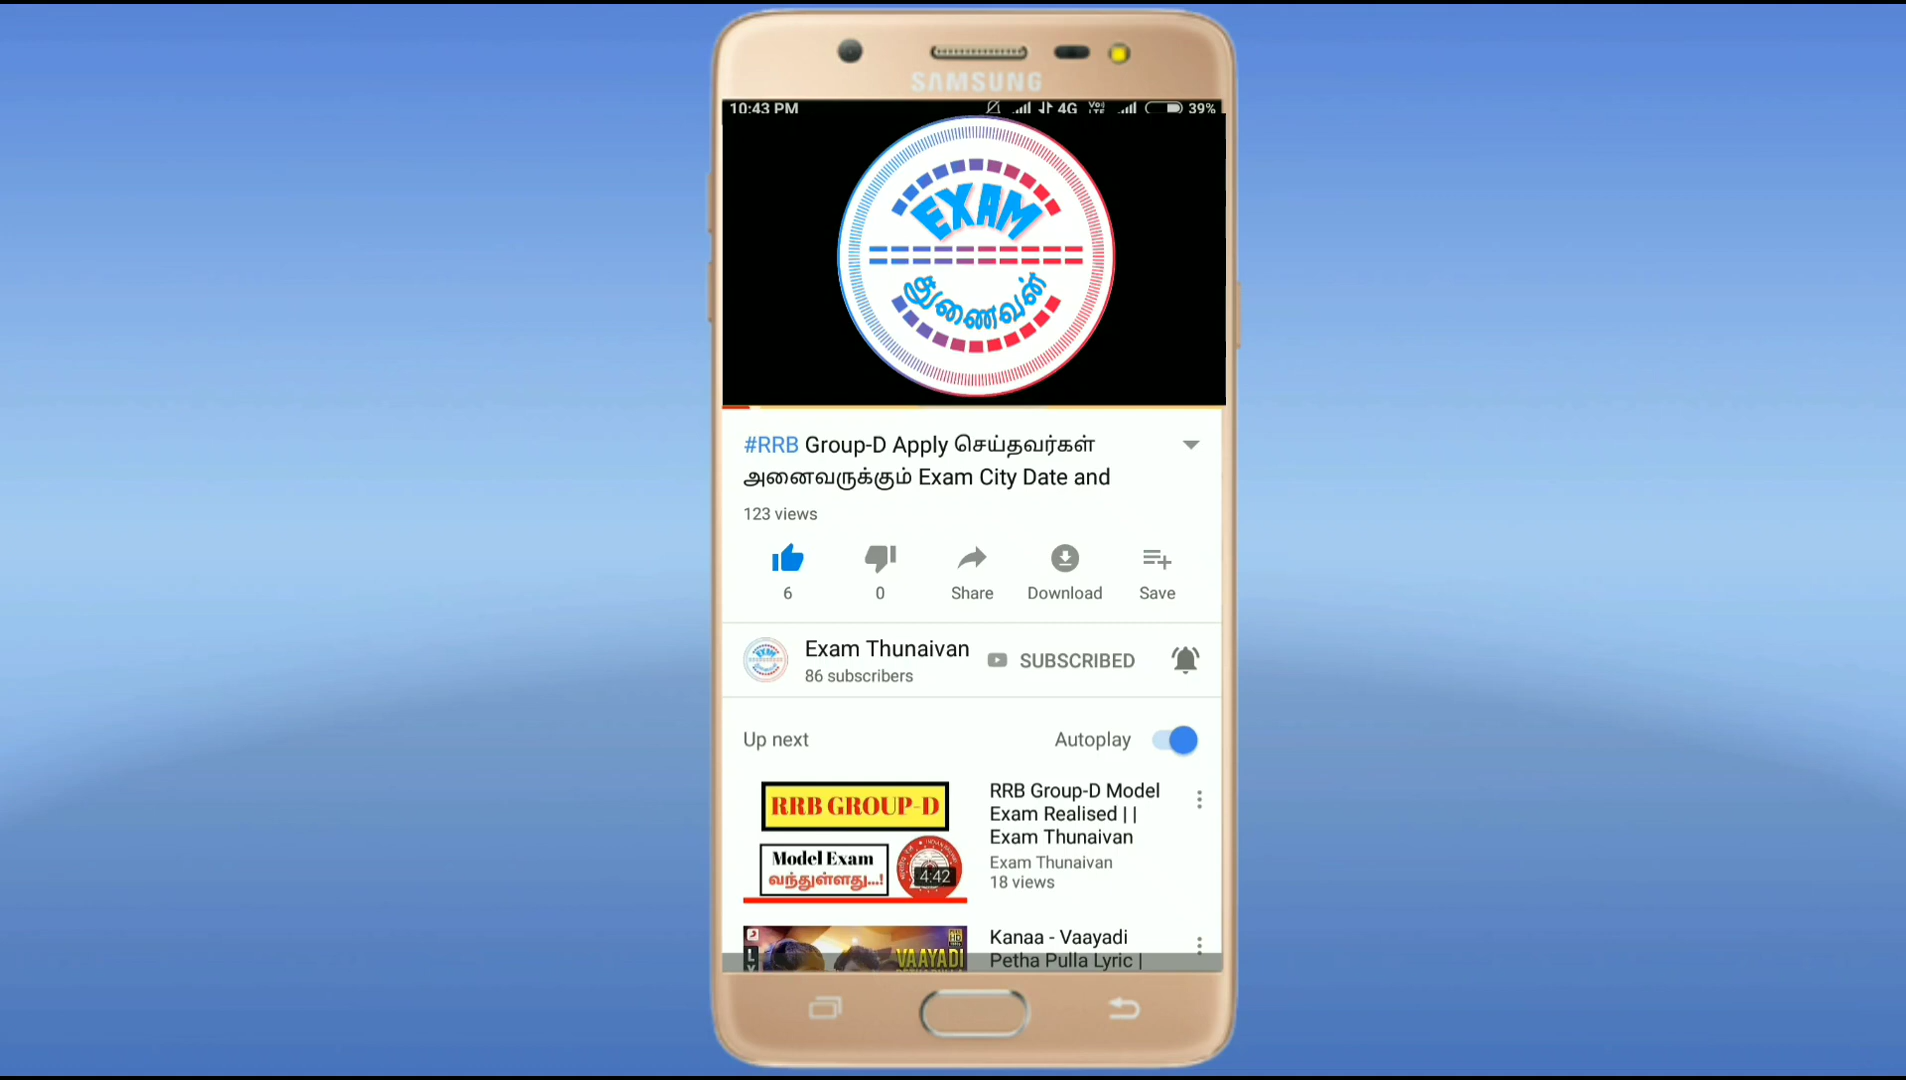 SAMSUNG
10:43 PM 4G VoLTE 39%
EXAM
துணைவன்
#RRB Group-D Apply செய்தவர்கள்
அனைவருக்கும் Exam City Date and
123 views
6 0 Share Download Save
Exam Thunaivan
86 subscribers
SUBSCRIBED
Up next Autoplay
RRB GROUP-D
Model Exam
வந்துள்ளது...!
4:42
RRB Group-D Model
Exam Realised ||
Exam Thunaivan
Exam Thunaivan
18 views
VAAYADI
Kanaa - Vaayadi
Petha Pulla Lyric |